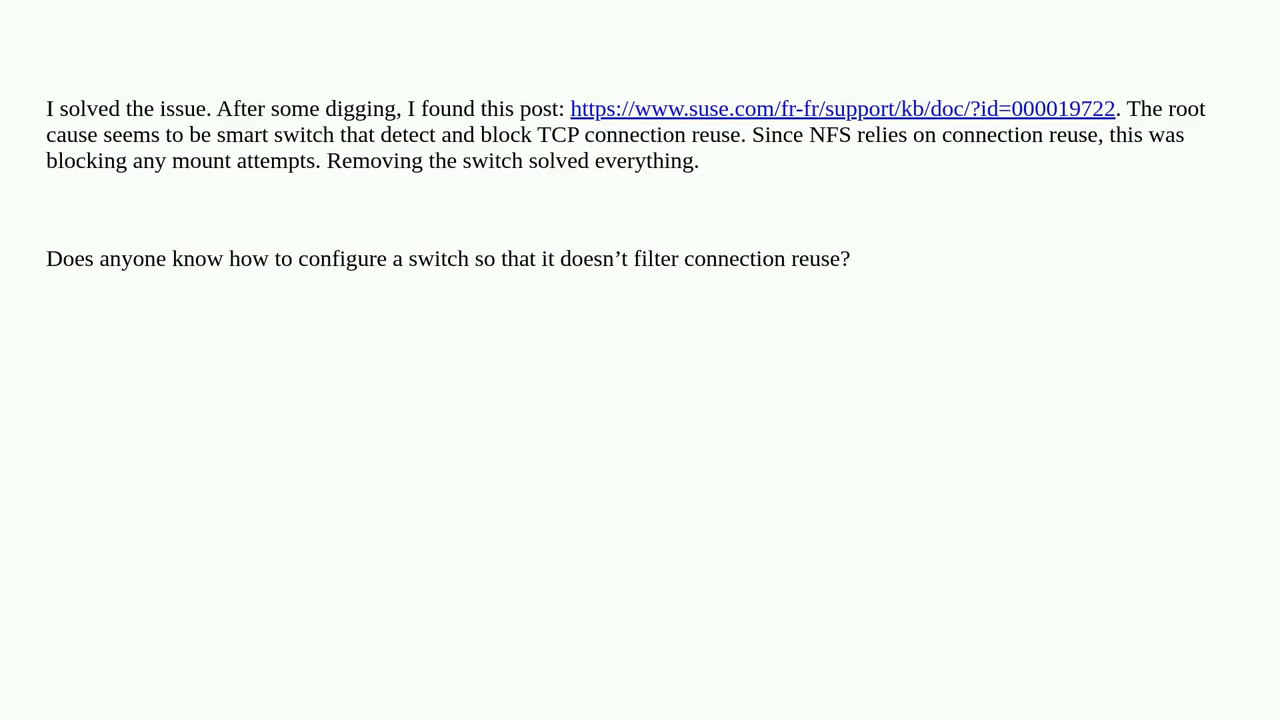 I solved the issue. After some digging, I found this post: https://www.suse.com/fr-fr/support/kb/doc/?id=000019722. The root
cause seems to be smart switch that detect and block TCP connection reuse. Since NFS relies on connection reuse, this was
blocking any mount attempts. Removing the switch solved everything.
Does anyone know how to configure a switch so that it doesn’t filter connection reuse?